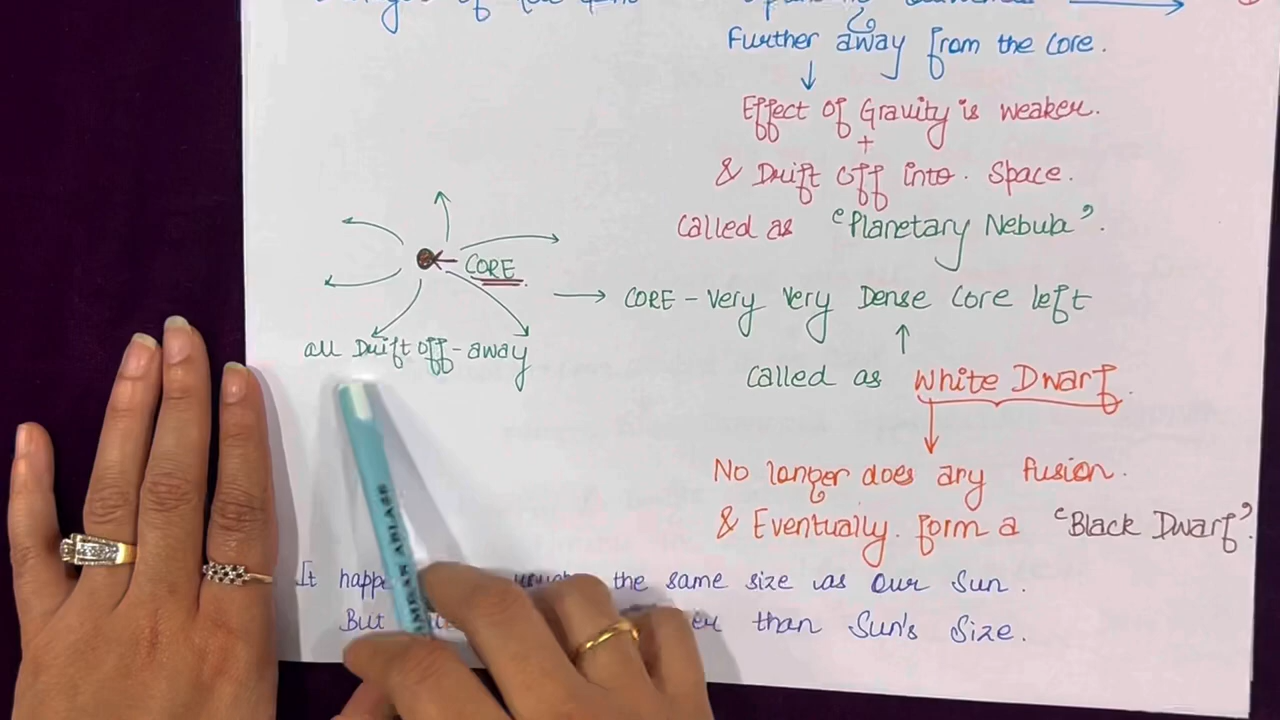 Further away from the core.
Effect of Gravity is weaker.
+
& Drift off into. Space.
called as "Planetary Nebula".
CORE
CORE - very very Dense core left
all Drift off-away
called as white Dwarf.
No longer does any fusion.
& Eventually. form a "Black Dwarf".
It the same size as our Sun.
But than Sun's Size.